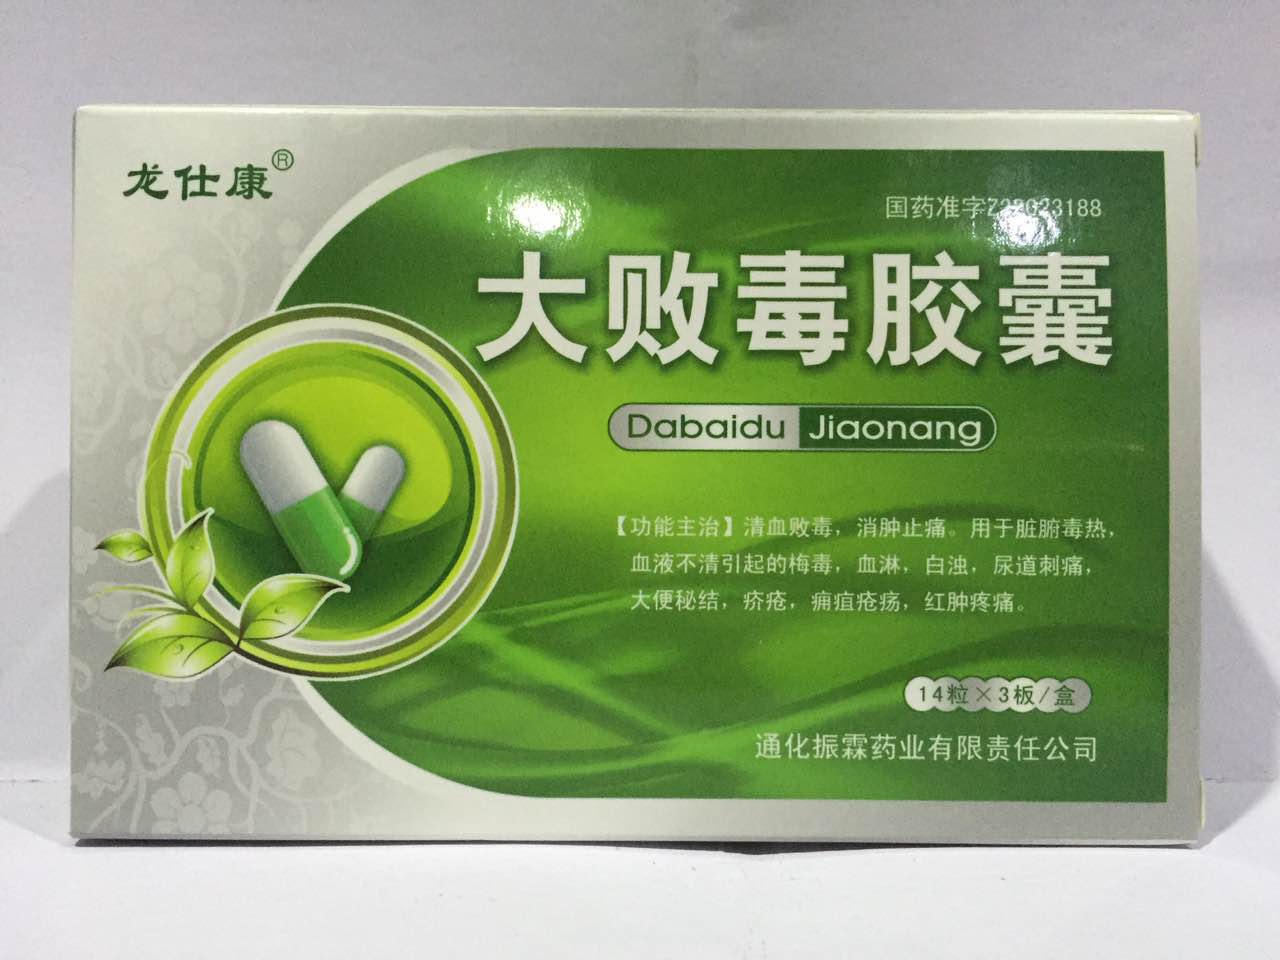 龙仕康®
国药准字Z22023188
大败毒胶囊
Dabaidu Jiaonang
【功能主治】清血败毒，消肿止痛。用于脏腑毒热，
血液不清引起的梅毒，血淋，白浊，尿道刺痛，
大便秘结，疥疮，痈疽疮疡，红肿疼痛。
14粒×3板/盒
通化振霖药业有限责任公司